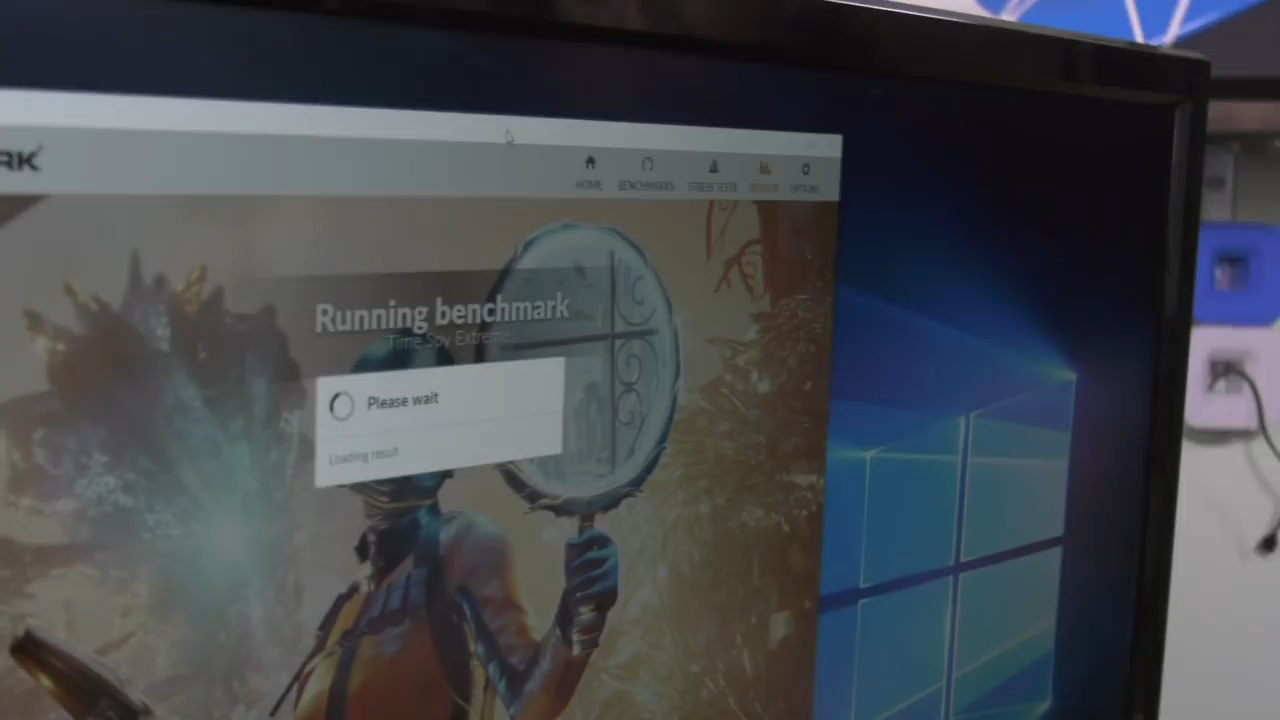 RK
HOME BENCHMARKS STRESS TESTS RESULTS OPTIONS
Running benchmark
Time Spy Extreme
Please wait
Loading result